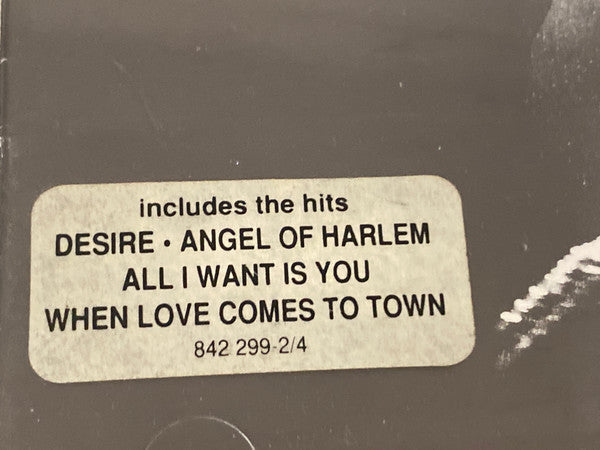 includes the hits
DESIRE • ANGEL OF HARLEM
ALL I WANT IS YOU
WHEN LOVE COMES TO TOWN
842 299-2/4